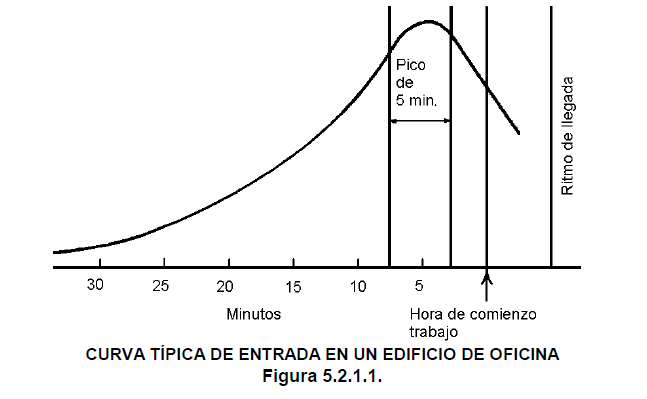 Pico
de
5 min.
Ritmo de llegada
30 25 20 15 10 5
Minutos
Hora de comienzo
trabajo
CURVA TÍPICA DE ENTRADA EN UN EDIFICIO DE OFICINA
Figura 5.2.1.1.